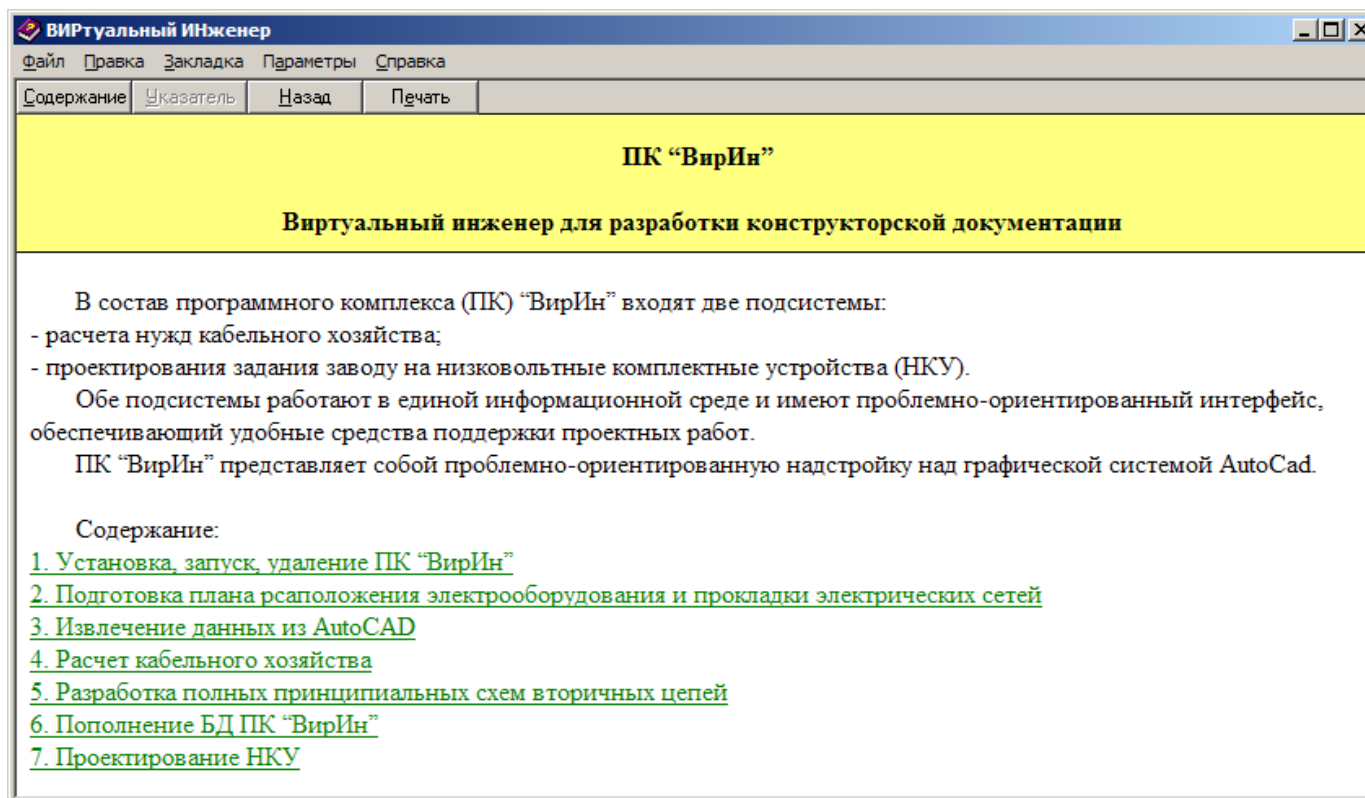 ВИРтуальный ИНженер
Файл Правка Закладка Параметры Справка
Содержание Указатель Назад Печать
ПК “ВирИн”
Виртуальный инженер для разработки конструкторской документации
В состав программного комплекса (ПК) “ВирИн” входят две подсистемы:
- расчета нужд кабельного хозяйства;
- проектирования задания заводу на низковольтные комплектные устройства (НКУ).
Обе подсистемы работают в единой информационной среде и имеют проблемно-ориентированный интерфейс,
обеспечивающий удобные средства поддержки проектных работ.
ПК “ВирИн” представляет собой проблемно-ориентированную надстройку над графической системой AutoCad.
Содержание:
1. Установка, запуск, удаление ПК “ВирИн”
2. Подготовка плана рсаположения электрооборудования и прокладки электрических сетей
3. Извлечение данных из AutoCAD
4. Расчет кабельного хозяйства
5. Разработка полных принципиальных схем вторичных цепей
6. Пополнение БД ПК “ВирИн”
7. Проектирование НКУ